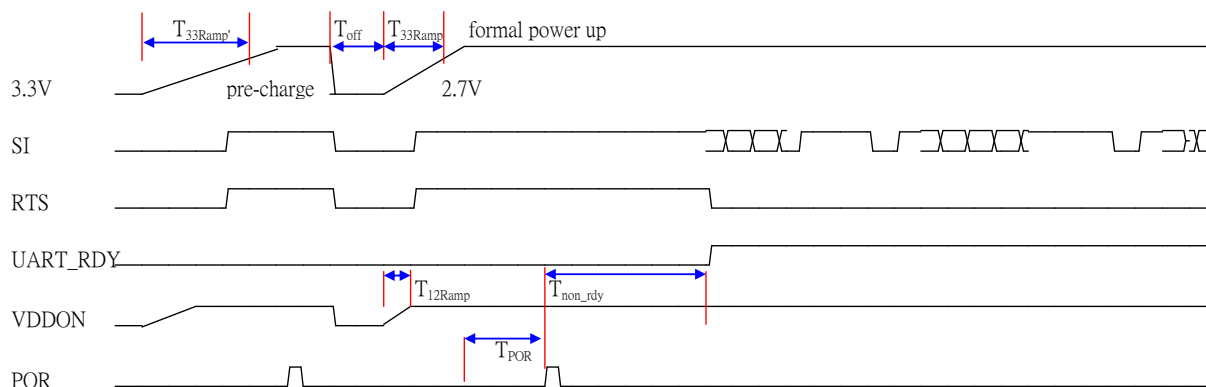 T33Ramp' Toff T33Ramp formal power up
3.3V pre-charge 2.7V
SI
RTS
UART_RDY
T12Ramp Tnon_rdy
VDDON
TPOR
POR